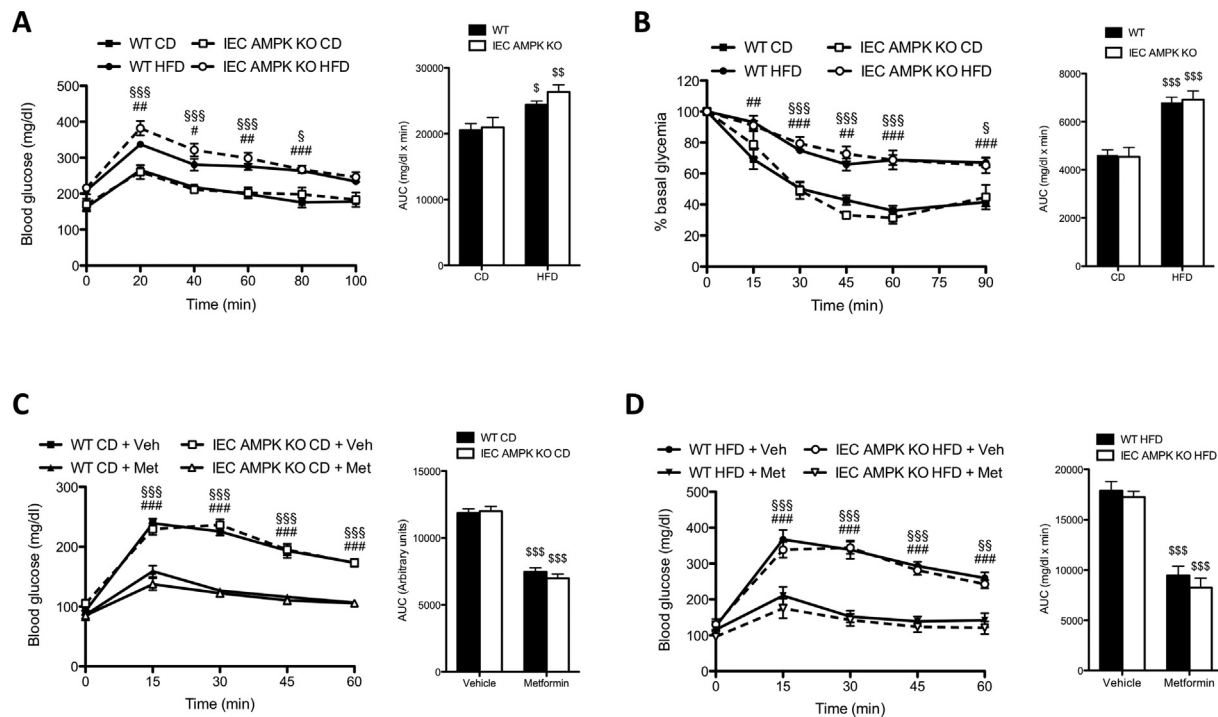 A
WT CD
IEC AMPK KO CD
WT HFD
IEC AMPK KO HFD
Blood glucose (mg/dl)
500
400
300
200
100
0
§§§
##
§§§
#
§§§
##
§
###
0 20 40 60 80 100
Time (min)
WT
IEC AMPK KO
AUC (mg/dl x min)
30000
20000
10000
0
$
$$
CD HFD
B
WT CD
IEC AMPK KO CD
WT HFD
IEC AMPK KO HFD
% basal glycemia
120
100
80
60
40
20
0
##
§§§
###
§§§
##
§§§
###
§
###
0 15 30 45 60 75 90
Time (min)
WT
IEC AMPK KO
AUC (mg/dl x min)
8000
6000
4000
2000
0
$$$ $$$
CD HFD
C
WT CD + Veh
IEC AMPK KO CD + Veh
WT CD + Met
IEC AMPK KO CD + Met
Blood glucose (mg/dl)
300
200
100
0
§§§
###
§§§
###
§§§
###
§§§
###
0 15 30 45 60
Time (min)
WT CD
IEC AMPK KO CD
AUC (Arbitrary units)
15000
10000
5000
0
$$$
$$$
Vehicle Metformin
D
WT HFD + Veh
IEC AMPK KO HFD + Veh
WT HFD + Met
IEC AMPK KO HFD + Met
Blood glucose (mg/dl)
500
400
300
200
100
0
§§§
###
§§§
###
§§§
###
§§
###
0 15 30 45 60
Time (min)
WT HFD
IEC AMPK KO HFD
AUC (mg/dl x min)
20000
15000
10000
5000
0
$$$
$$$
Vehicle Metformin